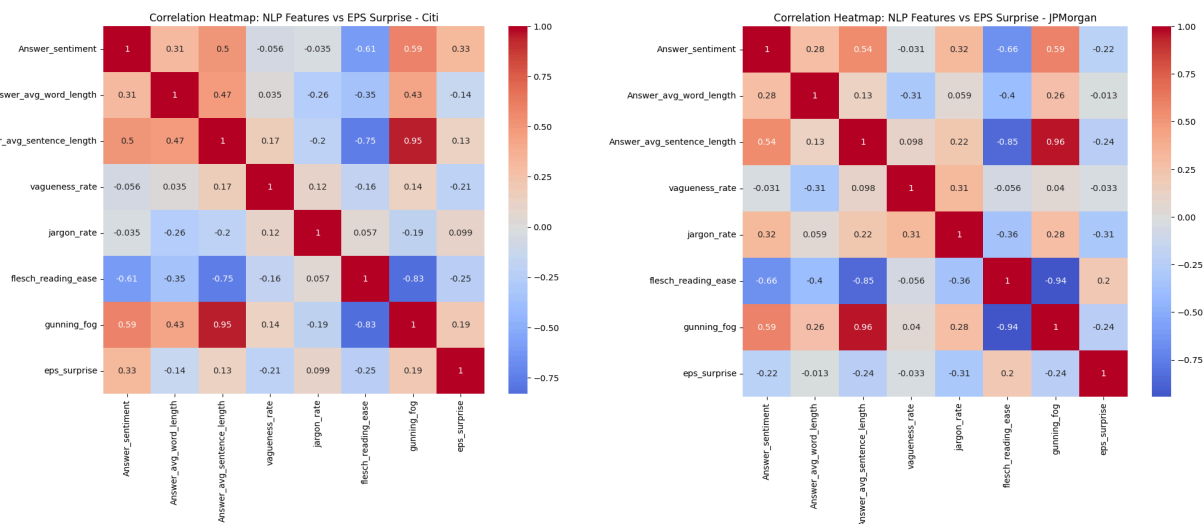 Correlation Heatmap: NLP Features vs EPS Surprise - Citi
Answer_sentiment 1 0.31 0.5 -0.056 -0.035 -0.61 0.59 0.33
swer_avg_word_length 0.31 1 0.47 0.035 -0.26 -0.35 0.43 -0.14
r_avg_sentence_length 0.5 0.47 1 0.17 -0.2 -0.75 0.95 0.13
vagueness_rate -0.056 0.035 0.17 1 0.12 -0.16 0.14 -0.21
jargon_rate -0.035 -0.26 -0.2 0.12 1 0.057 -0.19 0.099
flesch_reading_ease -0.61 -0.35 -0.75 -0.16 0.057 1 -0.83 -0.25
gunning_fog 0.59 0.43 0.95 0.14 -0.19 -0.83 1 0.19
eps_surprise 0.33 -0.14 0.13 -0.21 0.099 -0.25 0.19 1
Answer_sentiment
Answer_avg_word_length
Answer_avg_sentence_length
vagueness_rate
jargon_rate
flesch_reading_ease
gunning_fog
eps_surprise
1.00
0.75
0.50
0.25
0.00
−0.25
−0.50
−0.75
Correlation Heatmap: NLP Features vs EPS Surprise - JPMorgan
Answer_sentiment 1 0.28 0.54 -0.031 0.32 -0.66 0.59 -0.22
Answer_avg_word_length 0.28 1 0.13 -0.31 0.059 -0.4 0.26 -0.013
Answer_avg_sentence_length 0.54 0.13 1 0.098 0.22 -0.85 0.96 -0.24
vagueness_rate -0.031 -0.31 0.098 1 0.31 -0.056 0.04 -0.033
jargon_rate 0.32 0.059 0.22 0.31 1 -0.36 0.28 -0.31
flesch_reading_ease -0.66 -0.4 -0.85 -0.056 -0.36 1 -0.94 0.2
gunning_fog 0.59 0.26 0.96 0.04 0.28 -0.94 1 -0.24
eps_surprise -0.22 -0.013 -0.24 -0.033 -0.31 0.2 -0.24 1
Answer_sentiment
Answer_avg_word_length
Answer_avg_sentence_length
vagueness_rate
jargon_rate
flesch_reading_ease
gunning_fog
eps_surprise
1.00
0.75
0.50
0.25
0.00
−0.25
−0.50
−0.75